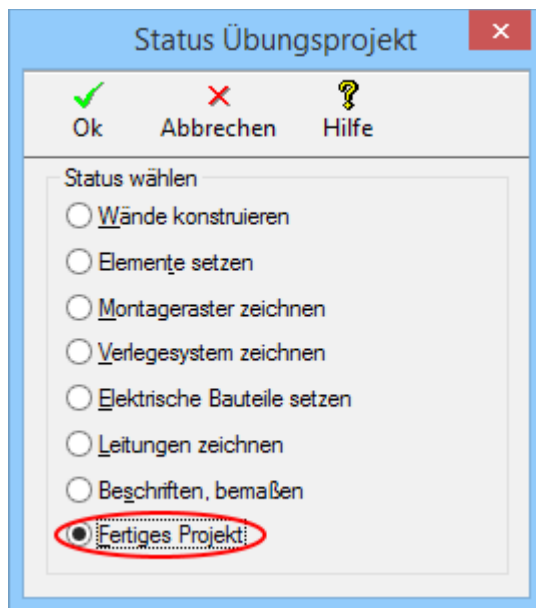 Status Übungsprojekt
Ok Abbrechen Hilfe
Status wählen
Wände konstruieren
Elemente setzen
Montageraster zeichnen
Verlegesystem zeichnen
Elektrische Bauteile setzen
Leitungen zeichnen
Beschriften, bemaßen
Fertiges Projekt